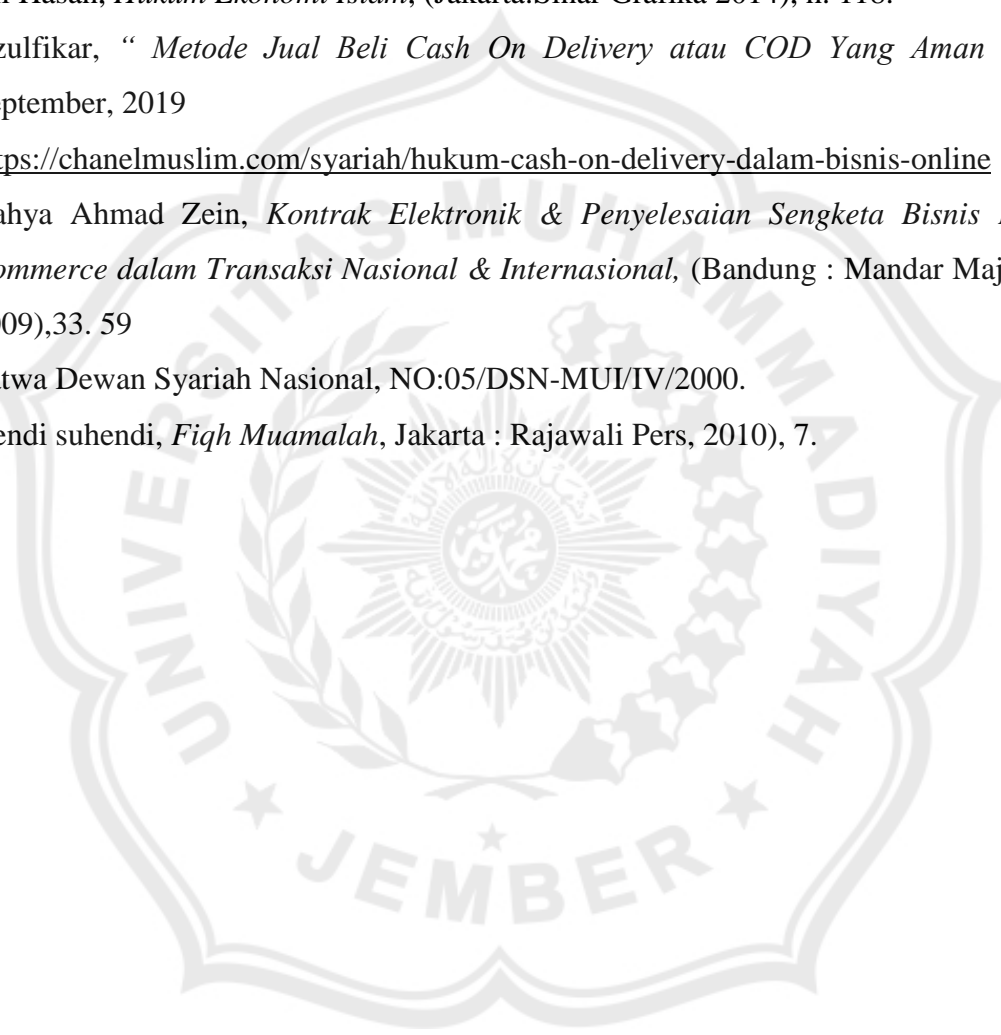 Hasan, Hukum Ekonomi Islam, (Jakarta:Sinar Grafika 2014), h. 118.
zulfikar, “ Metode Jual Beli Cash On Delivery atau COD Yang Aman
eptember, 2019
tps://chanelmuslim.com/syariah/hukum-cash-on-delivery-dalam-bisnis-online
ahya Ahmad Zein, Kontrak Elektronik & Penyelesaian Sengketa Bisnis
ommerce dalam Transaksi Nasional & Internasional, (Bandung : Mandar Maj
009),33. 59
atwa Dewan Syariah Nasional, NO:05/DSN-MUI/IV/2000.
endi suhendi, Fiqh Muamalah, Jakarta : Rajawali Pers, 2010), 7.
UNIVERSITAS MUHAMMADIYAH
JEMBER